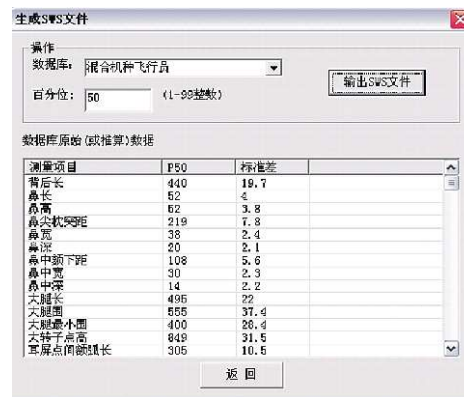 生成SWS文件
操作
数据库: 混合机种飞行员
百分位: 50 (1-99整数)
输出SWS文件
数据库原始(或推算)数据
测量项目 P50 标准差
背后长 440 19.7
鼻长 52 4
鼻高 62 3.8
鼻尖枕突距 219 7.8
鼻宽 38 2.4
鼻深 20 2.1
鼻中颏下距 108 5.6
鼻中宽 30 2.3
鼻中深 14 2.2
大腿长 496 22
大腿围 555 37.4
大腿最小围 400 28.4
大转子点高 849 31.5
耳屏点间额弧长 305 10.5
返 回